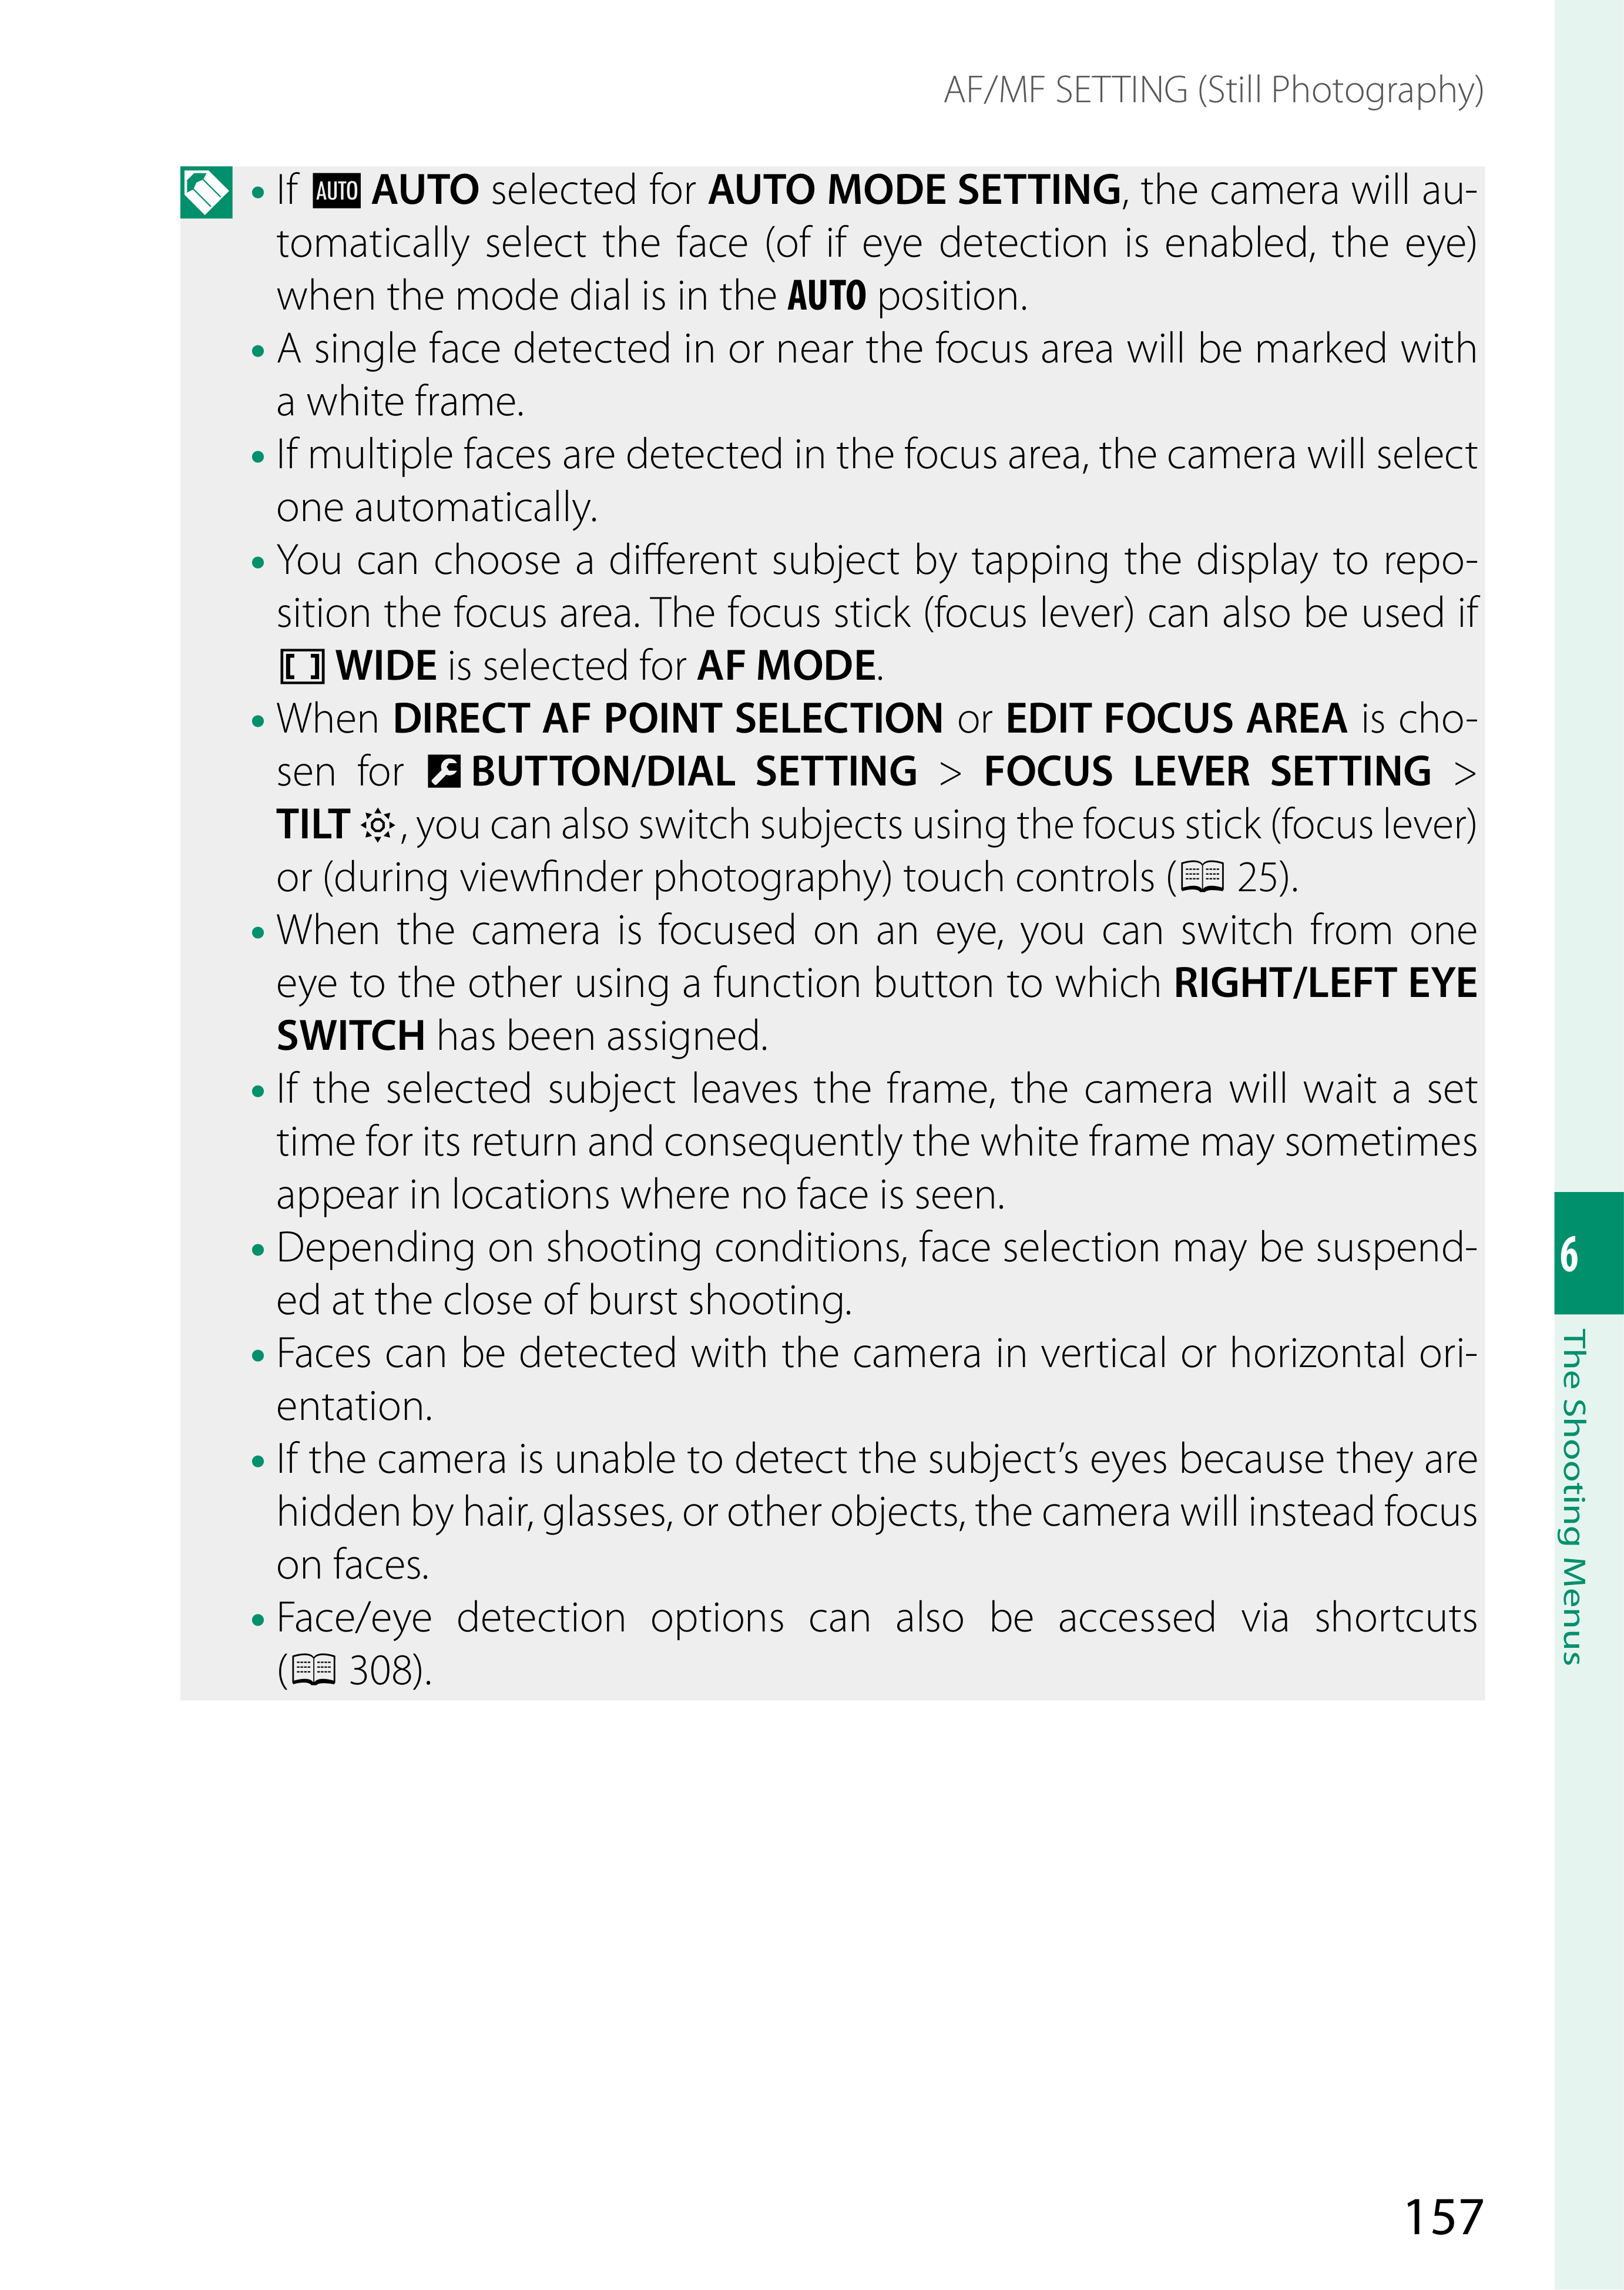 AF/MF SETTING (Still Photography)
• If AUTO AUTO selected for AUTO MODE SETTING, the camera will au-
tomatically select the face (of if eye detection is enabled, the eye)
when the mode dial is in the AUTO position.
• A single face detected in or near the focus area will be marked with
a white frame.
• If multiple faces are detected in the focus area, the camera will select
one automatically.
• You can choose a different subject by tapping the display to repo-
sition the focus area. The focus stick (focus lever) can also be used if
WIDE is selected for AF MODE.
• When DIRECT AF POINT SELECTION or EDIT FOCUS AREA is cho-
sen for BUTTON/DIAL SETTING > FOCUS LEVER SETTING >
TILT , you can also switch subjects using the focus stick (focus lever)
or (during viewfinder photography) touch controls ( 25).
• When the camera is focused on an eye, you can switch from one
eye to the other using a function button to which RIGHT/LEFT EYE
SWITCH has been assigned.
• If the selected subject leaves the frame, the camera will wait a set
time for its return and consequently the white frame may sometimes
appear in locations where no face is seen.
• Depending on shooting conditions, face selection may be suspend-
ed at the close of burst shooting.
• Faces can be detected with the camera in vertical or horizontal ori-
entation.
• If the camera is unable to detect the subject’s eyes because they are
hidden by hair, glasses, or other objects, the camera will instead focus
on faces.
• Face/eye detection options can also be accessed via shortcuts
( 308).
6
The Shooting Menus
157